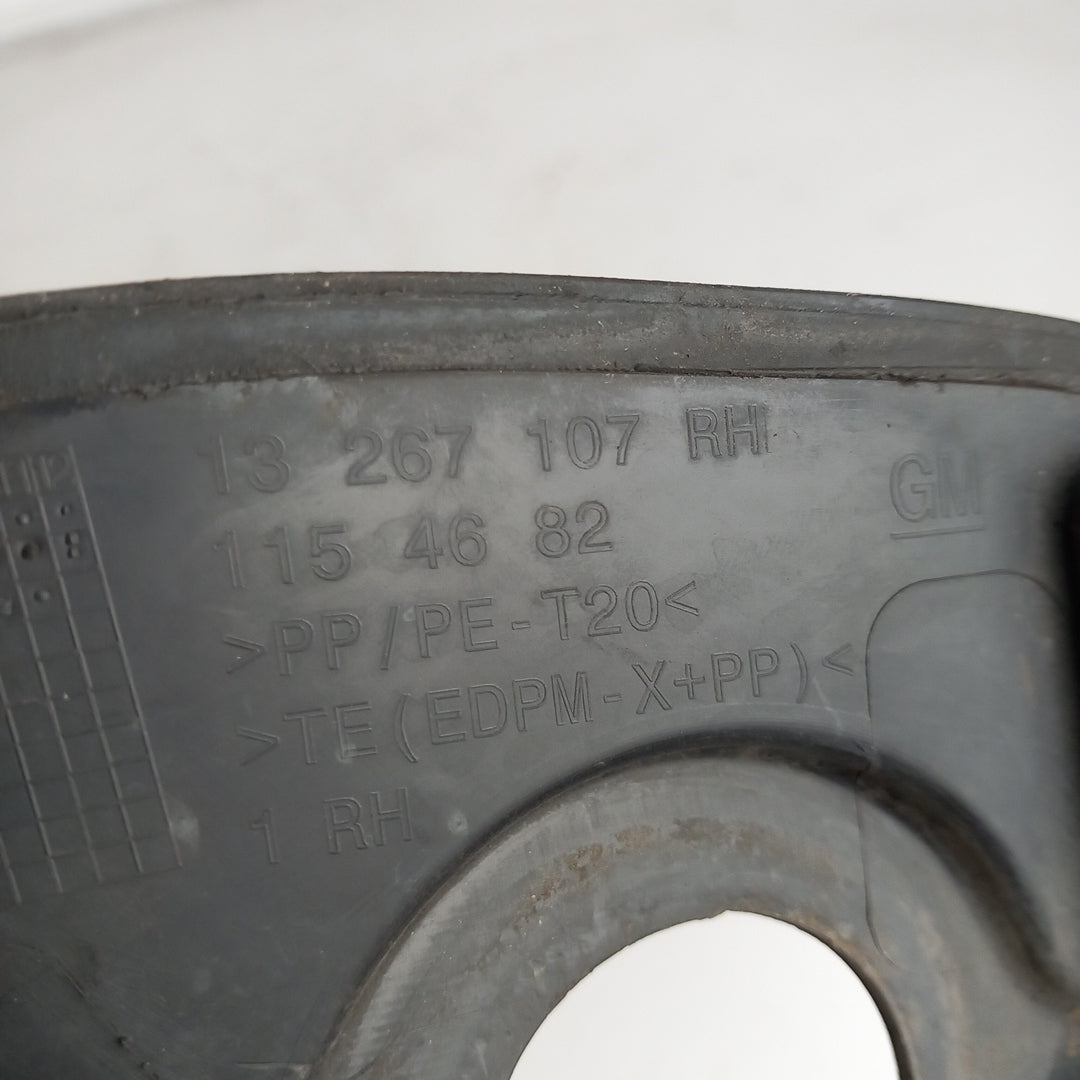 13 267 107 RH
GM
115 46 82
>PP/PE-T20<
>TE(EDPM-X+PP)<
1 RH